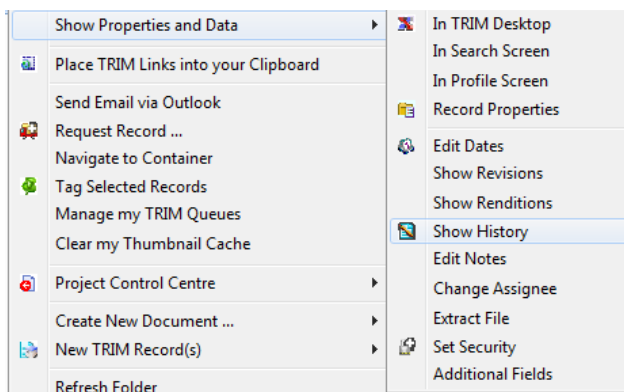 Show Properties and Data
Place TRIM Links into your Clipboard
Send Email via Outlook
Request Record ...
Navigate to Container
Tag Selected Records
Manage my TRIM Queues
Clear my Thumbnail Cache
Project Control Centre
Create New Document ...
New TRIM Record(s)
Refresh Folder
In TRIM Desktop
In Search Screen
In Profile Screen
Record Properties
Edit Dates
Show Revisions
Show Renditions
Show History
Edit Notes
Change Assignee
Extract File
Set Security
Additional Fields